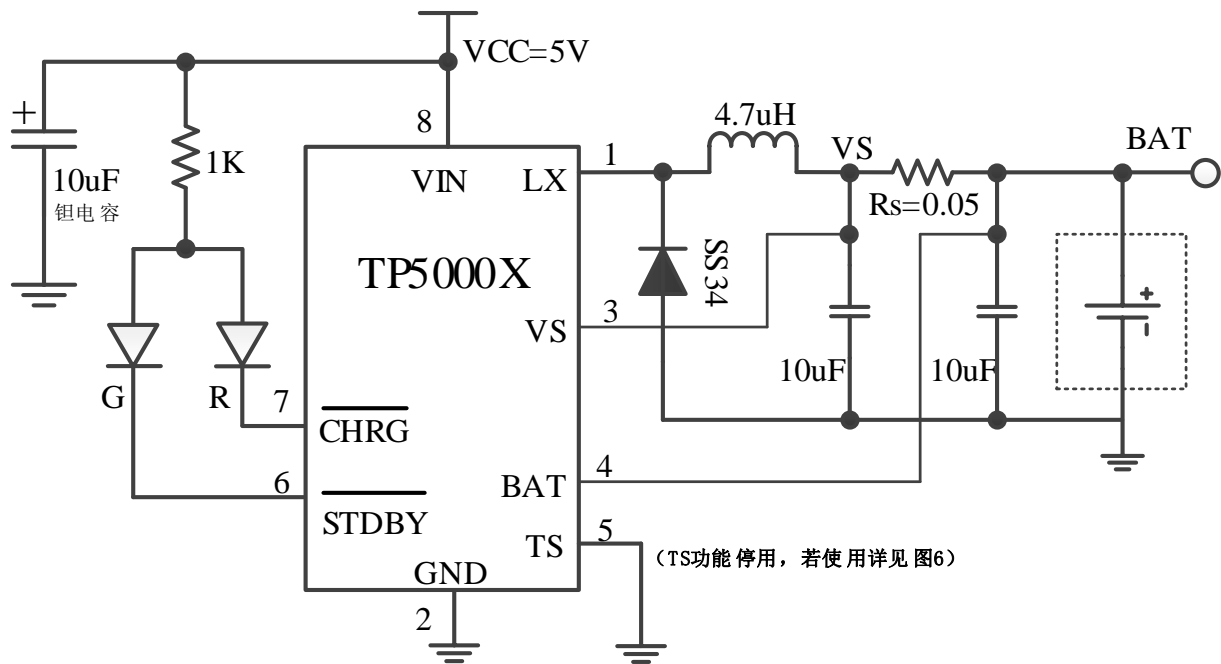 VCC=5V
+
10uF
钽电容
1K
8
VIN
LX
1
4.7uH
VS
Rs=0.05
BAT
TP5000X
SS34
VS
3
10uF
10uF
+
-
G
R
7
CHRG
6
STDBY
BAT
4
TS
5
(TS功能停用，若使用详见图6)
GND
2